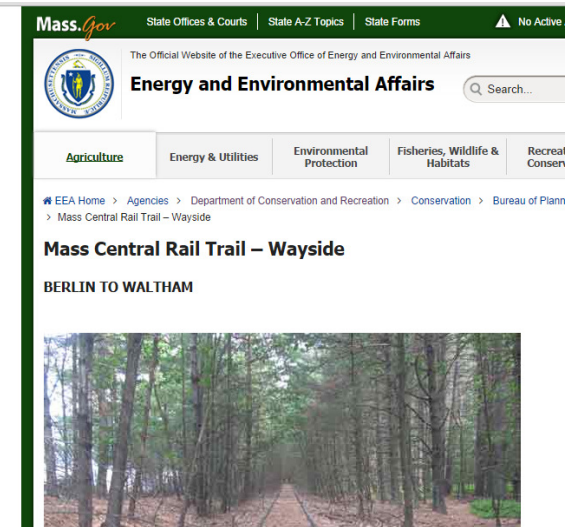 Mass.Gov State Offices & Courts State A-Z Topics State Forms No Active
The Official Website of the Executive Office of Energy and Environmental Affairs
Energy and Environmental Affairs
Search...
Agriculture
Energy & Utilities
Environmental
Protection
Fisheries, Wildlife &
Habitats
EEA Home > Agencies > Department of Conservation and Recreation > Conservation > Bureau of
> Mass Central Rail Trail – Wayside
Mass Central Rail Trail – Wayside
BERLIN TO WALTHAM